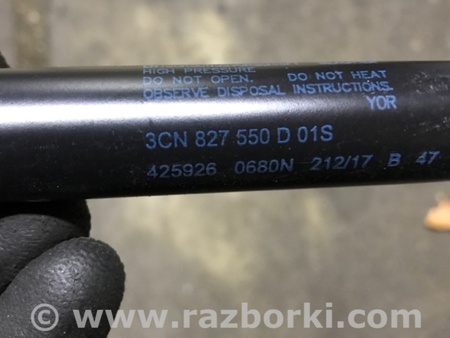 HIGH PRESSURE
DO NOT OPEN. DO NOT HEAT
OBSERVE DISPOSAL INSTRUCTIONS.
YOR
3CN 827 550 D 01S
425926 0680N 212/17 B 47
www.razborki.com